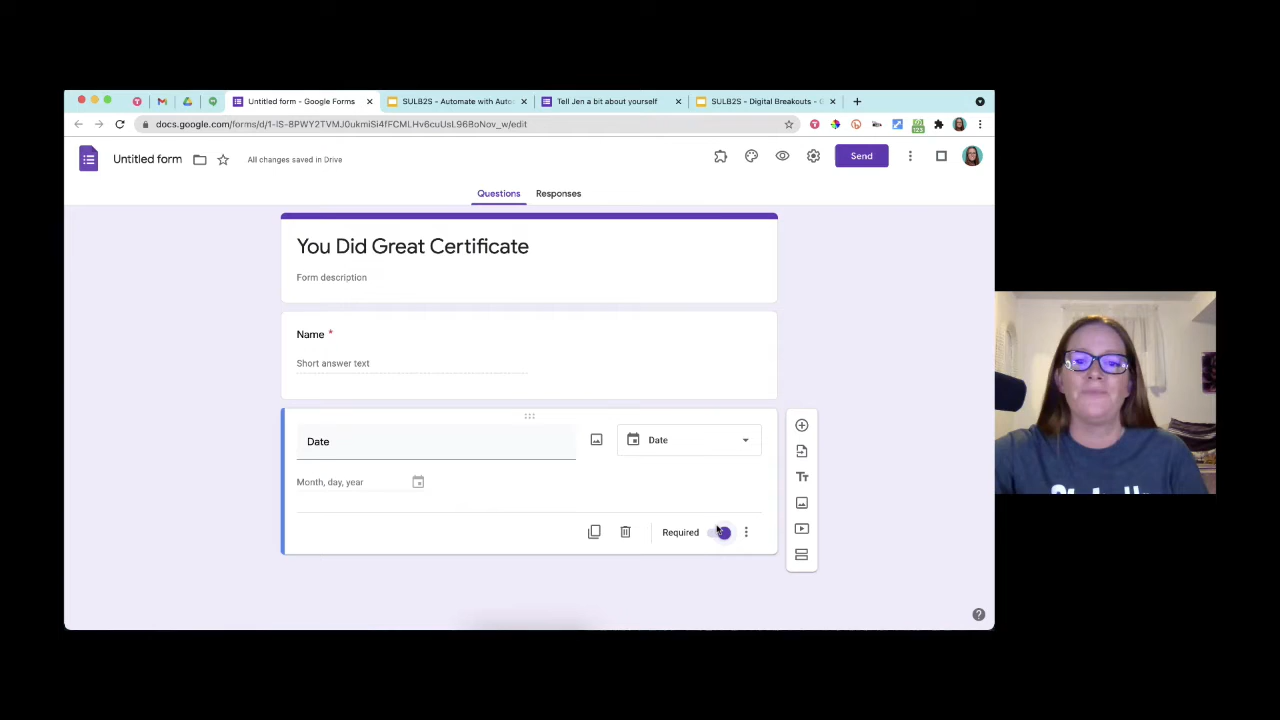 Untitled form - Google Forms
SULB2S - Automate with Auto
Tell Jen a bit about yourself
SULB2S - Digital Breakouts - G
Untitled form
All changes saved in Drive
Send
Questions
Responses
You Did Great Certificate
Form description
Name *
Short answer text
Date
Date
Month, day, year
Required